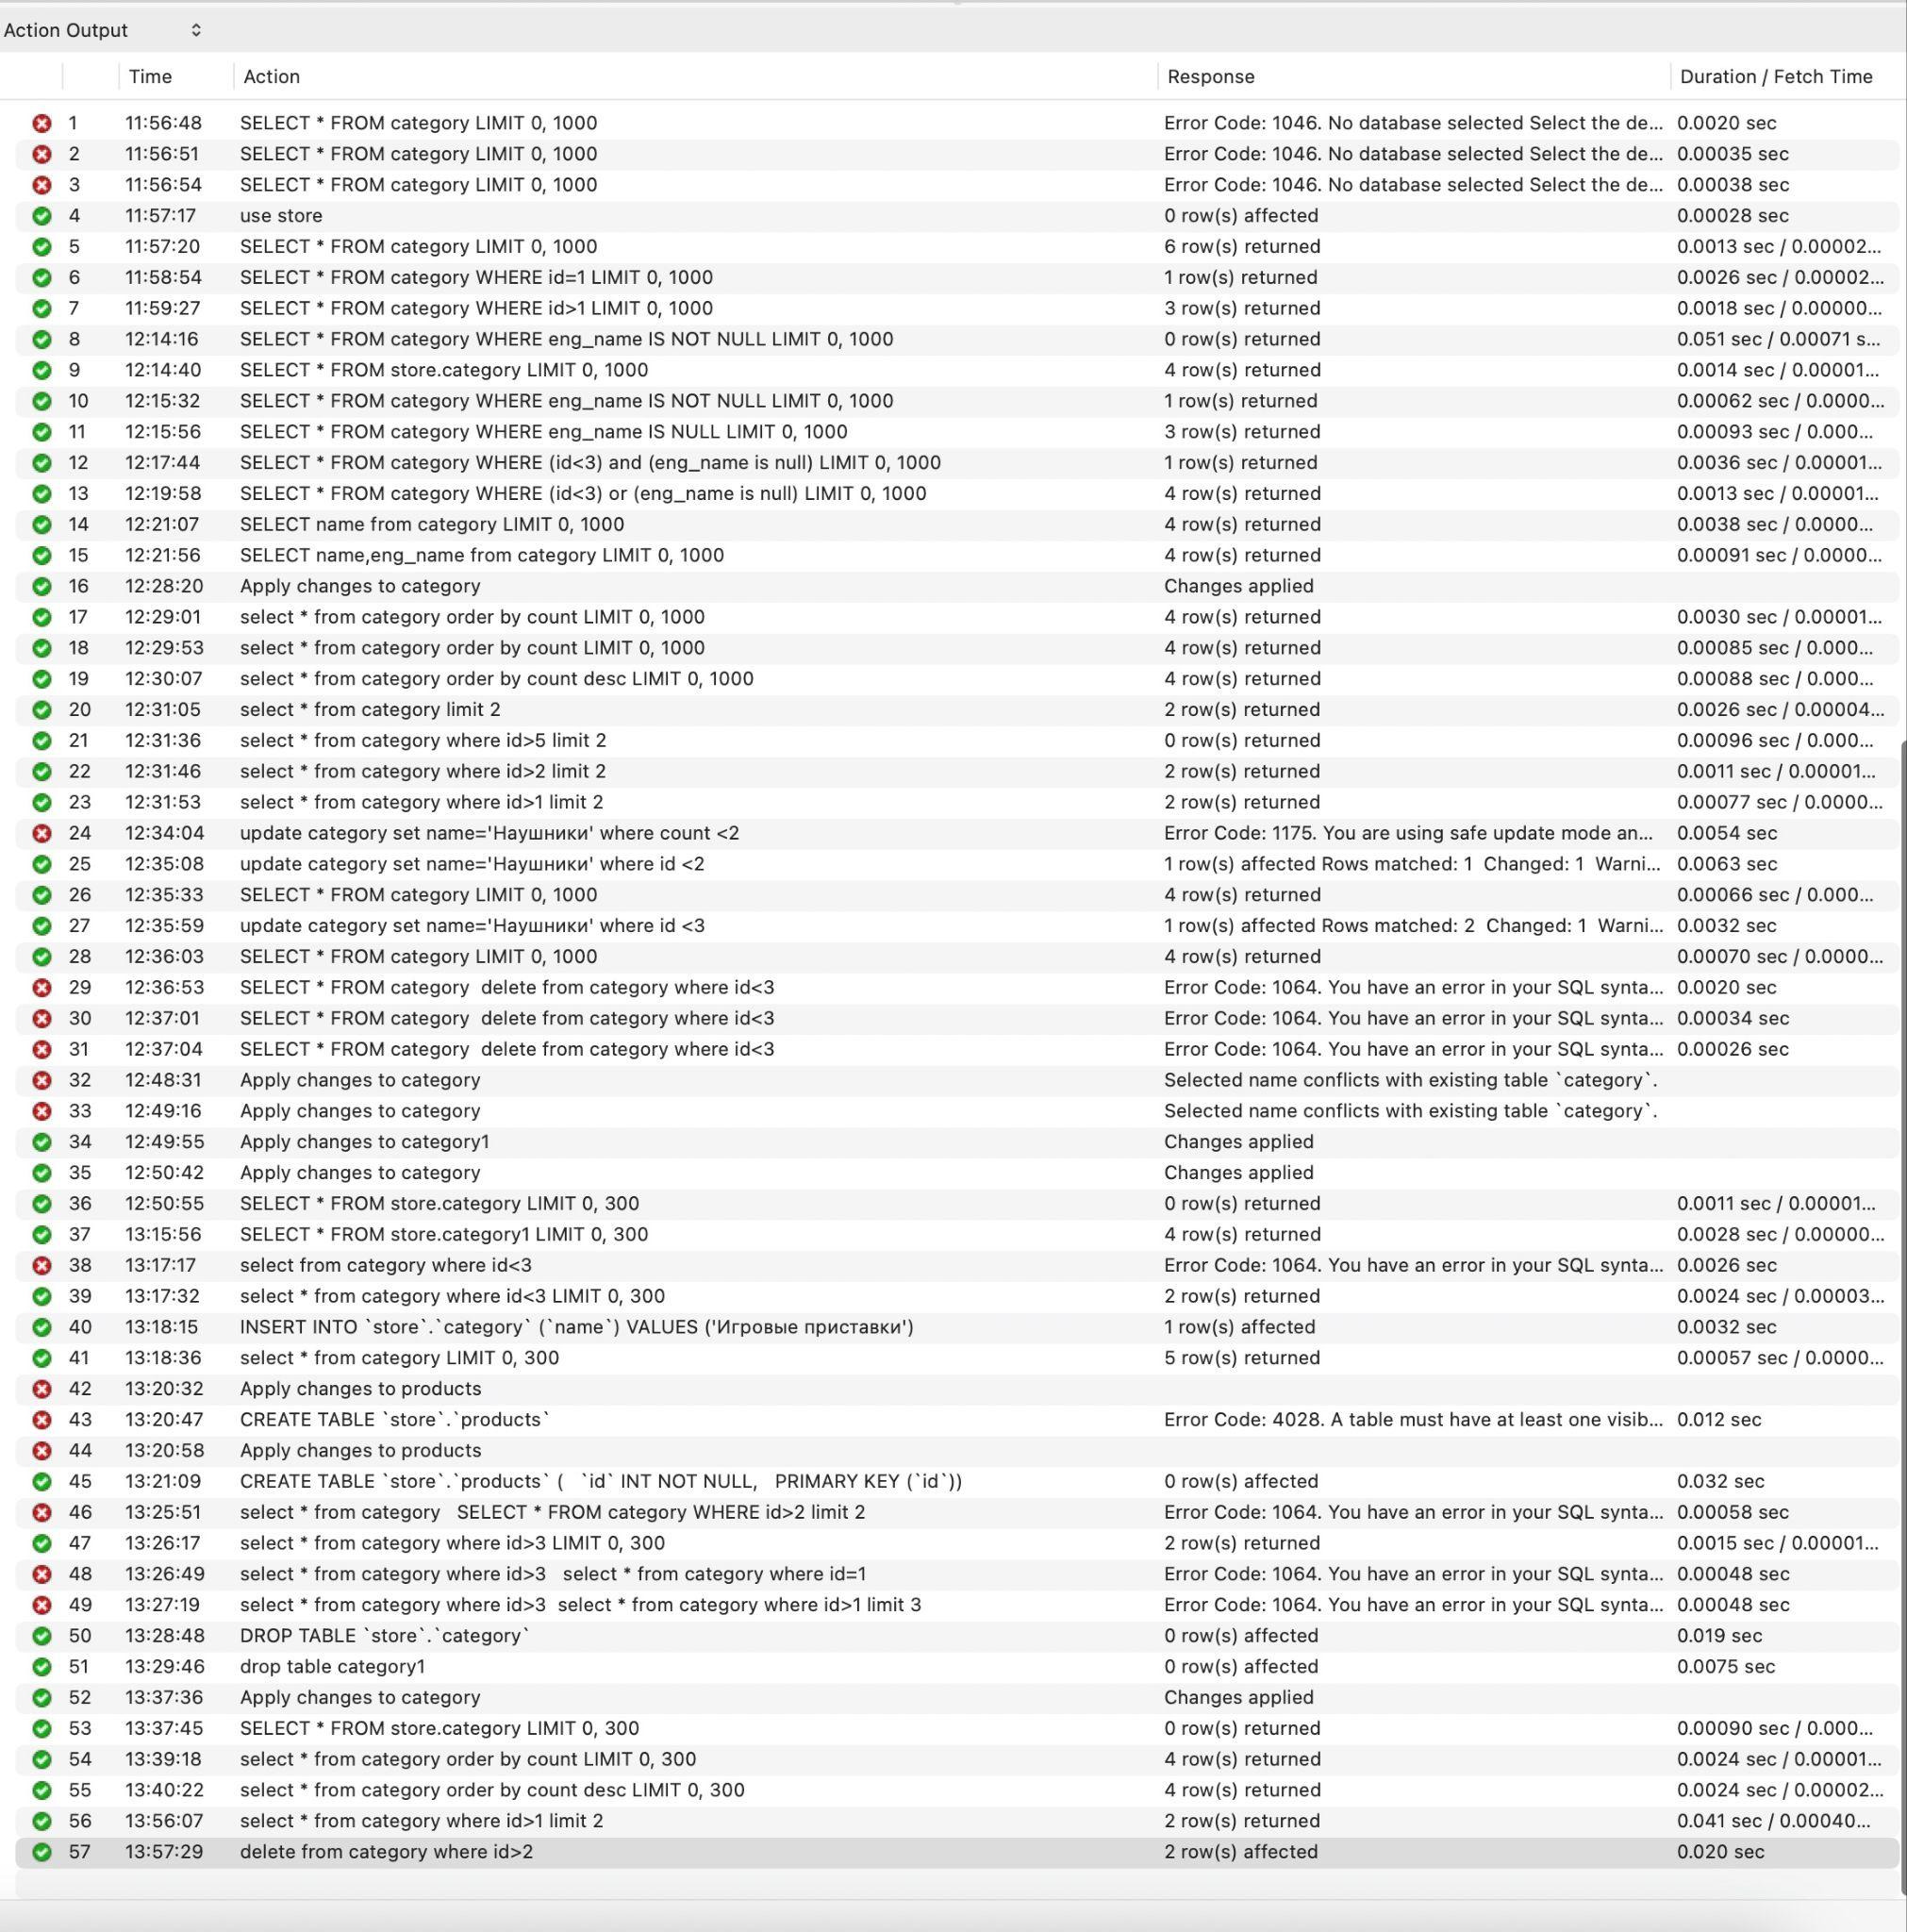 Action Output
Time Action Response Duration / Fetch Time
1 11:56:48 SELECT * FROM category LIMIT 0, 1000 Error Code: 1046. No database selected Select the de... 0.0020 sec
2 11:56:51 SELECT * FROM category LIMIT 0, 1000 Error Code: 1046. No database selected Select the de... 0.00035 sec
3 11:56:54 SELECT * FROM category LIMIT 0, 1000 Error Code: 1046. No database selected Select the de... 0.00038 sec
4 11:57:17 use store 0 row(s) affected 0.00028 sec
5 11:57:20 SELECT * FROM category LIMIT 0, 1000 6 row(s) returned 0.0013 sec / 0.00002...
6 11:58:54 SELECT * FROM category WHERE id=1 LIMIT 0, 1000 1 row(s) returned 0.0026 sec / 0.00002...
7 11:59:27 SELECT * FROM category WHERE id>1 LIMIT 0, 1000 3 row(s) returned 0.0018 sec / 0.00000...
8 12:14:16 SELECT * FROM category WHERE eng_name IS NOT NULL LIMIT 0, 1000 0 row(s) returned 0.051 sec / 0.00071 s...
9 12:14:40 SELECT * FROM store.category LIMIT 0, 1000 4 row(s) returned 0.0014 sec / 0.00001...
10 12:15:32 SELECT * FROM category WHERE eng_name IS NOT NULL LIMIT 0, 1000 1 row(s) returned 0.00062 sec / 0.0000...
11 12:15:56 SELECT * FROM category WHERE eng_name IS NULL LIMIT 0, 1000 3 row(s) returned 0.00093 sec / 0.000...
12 12:17:44 SELECT * FROM category WHERE (id<3) and (eng_name is null) LIMIT 0, 1000 1 row(s) returned 0.0036 sec / 0.00001...
13 12:19:58 SELECT * FROM category WHERE (id<3) or (eng_name is null) LIMIT 0, 1000 4 row(s) returned 0.0013 sec / 0.00001...
14 12:21:07 SELECT name from category LIMIT 0, 1000 4 row(s) returned 0.0038 sec / 0.0000...
15 12:21:56 SELECT name,eng_name from category LIMIT 0, 1000 4 row(s) returned 0.00091 sec / 0.0000...
16 12:28:20 Apply changes to category Changes applied
17 12:29:01 select * from category order by count LIMIT 0, 1000 4 row(s) returned 0.0030 sec / 0.00001...
18 12:29:53 select * from category order by count LIMIT 0, 1000 4 row(s) returned 0.00085 sec / 0.000...
19 12:30:07 select * from category order by count desc LIMIT 0, 1000 4 row(s) returned 0.00088 sec / 0.000...
20 12:31:05 select * from category limit 2 2 row(s) returned 0.0026 sec / 0.00004...
21 12:31:36 select * from category where id>5 limit 2 0 row(s) returned 0.00096 sec / 0.000...
22 12:31:46 select * from category where id>2 limit 2 2 row(s) returned 0.0011 sec / 0.00001...
23 12:31:53 select * from category where id>1 limit 2 2 row(s) returned 0.00077 sec / 0.0000...
24 12:34:04 update category set name='Наушники' where count <2 Error Code: 1175. You are using safe update mode an... 0.0054 sec
25 12:35:08 update category set name='Наушники' where id <2 1 row(s) affected Rows matched: 1  Changed: 1  Warni... 0.0063 sec
26 12:35:33 SELECT * FROM category LIMIT 0, 1000 4 row(s) returned 0.00066 sec / 0.000...
27 12:35:59 update category set name='Наушники' where id <3 1 row(s) affected Rows matched: 2  Changed: 1  Warni... 0.0032 sec
28 12:36:03 SELECT * FROM category LIMIT 0, 1000 4 row(s) returned 0.00070 sec / 0.0000...
29 12:36:53 SELECT * FROM category  delete from category where id<3 Error Code: 1064. You have an error in your SQL synta... 0.0020 sec
30 12:37:01 SELECT * FROM category  delete from category where id<3 Error Code: 1064. You have an error in your SQL synta... 0.00034 sec
31 12:37:04 SELECT * FROM category  delete from category where id<3 Error Code: 1064. You have an error in your SQL synta... 0.00026 sec
32 12:48:31 Apply changes to category Selected name conflicts with existing table `category`.
33 12:49:16 Apply changes to category Selected name conflicts with existing table `category`.
34 12:49:55 Apply changes to category1 Changes applied
35 12:50:42 Apply changes to category Changes applied
36 12:50:55 SELECT * FROM store.category LIMIT 0, 300 0 row(s) returned 0.0011 sec / 0.00001...
37 13:15:56 SELECT * FROM store.category1 LIMIT 0, 300 4 row(s) returned 0.0028 sec / 0.00000...
38 13:17:17 select from category where id<3 Error Code: 1064. You have an error in your SQL synta... 0.0026 sec
39 13:17:32 select * from category where id<3 LIMIT 0, 300 2 row(s) returned 0.0024 sec / 0.00003...
40 13:18:15 INSERT INTO `store`.`category` (`name`) VALUES ('Игровые приставки') 1 row(s) affected 0.0032 sec
41 13:18:36 select * from category LIMIT 0, 300 5 row(s) returned 0.00057 sec / 0.0000...
42 13:20:32 Apply changes to products
43 13:20:47 CREATE TABLE `store`.`products` Error Code: 4028. A table must have at least one visib... 0.012 sec
44 13:20:58 Apply changes to products
45 13:21:09 CREATE TABLE `store`.`products` (   `id` INT NOT NULL,   PRIMARY KEY (`id`)) 0 row(s) affected 0.032 sec
46 13:25:51 select * from category   SELECT * FROM category WHERE id>2 limit 2 Error Code: 1064. You have an error in your SQL synta... 0.00058 sec
47 13:26:17 select * from category where id>3 LIMIT 0, 300 2 row(s) returned 0.0015 sec / 0.00001...
48 13:26:49 select * from category where id>3   select * from category where id=1 Error Code: 1064. You have an error in your SQL synta... 0.00048 sec
49 13:27:19 select * from category where id>3  select * from category where id>1 limit 3 Error Code: 1064. You have an error in your SQL synta... 0.00048 sec
50 13:28:48 DROP TABLE `store`.`category` 0 row(s) affected 0.019 sec
51 13:29:46 drop table category1 0 row(s) affected 0.0075 sec
52 13:37:36 Apply changes to category Changes applied
53 13:37:45 SELECT * FROM store.category LIMIT 0, 300 0 row(s) returned 0.00090 sec / 0.000...
54 13:39:18 select * from category order by count LIMIT 0, 300 4 row(s) returned 0.0024 sec / 0.00001...
55 13:40:22 select * from category order by count desc LIMIT 0, 300 4 row(s) returned 0.0024 sec / 0.00002...
56 13:56:07 select * from category where id>1 limit 2 2 row(s) returned 0.041 sec / 0.00040...
57 13:57:29 delete from category where id>2 2 row(s) affected 0.020 sec